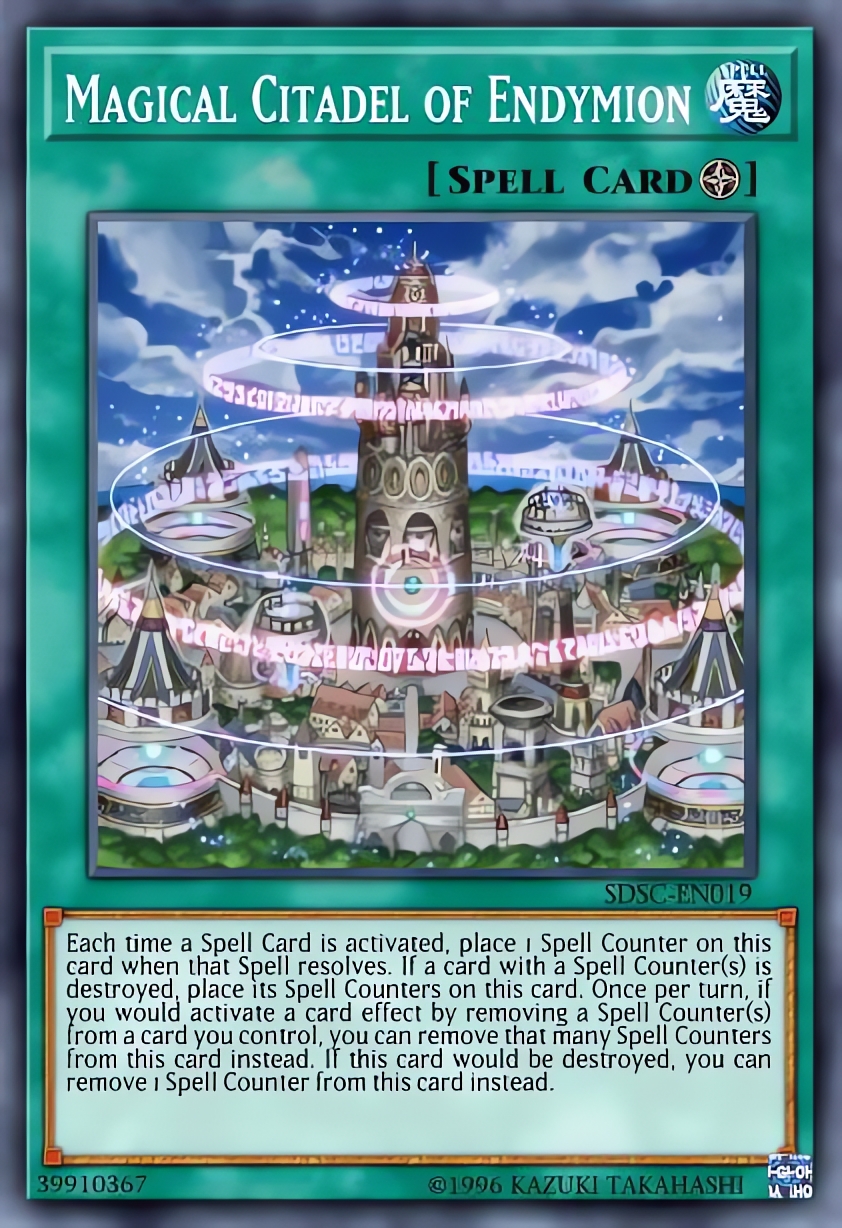 MAGICAL CITADEL OF ENDYMION
魔
[SPELL CARD]
SDSC-EN019
Each time a Spell Card is activated, place 1 Spell Counter on this
card when that Spell resolves. If a card with a Spell Counter(s) is
destroyed, place its Spell Counters on this card. Once per turn, if
you would activate a card effect by removing a Spell Counter(s)
from a card you control, you can remove that many Spell Counters
from this card instead. If this card would be destroyed, you can
remove 1 Spell Counter from this card instead.
39910367
©1996 KAZUKI TAKAHASHI